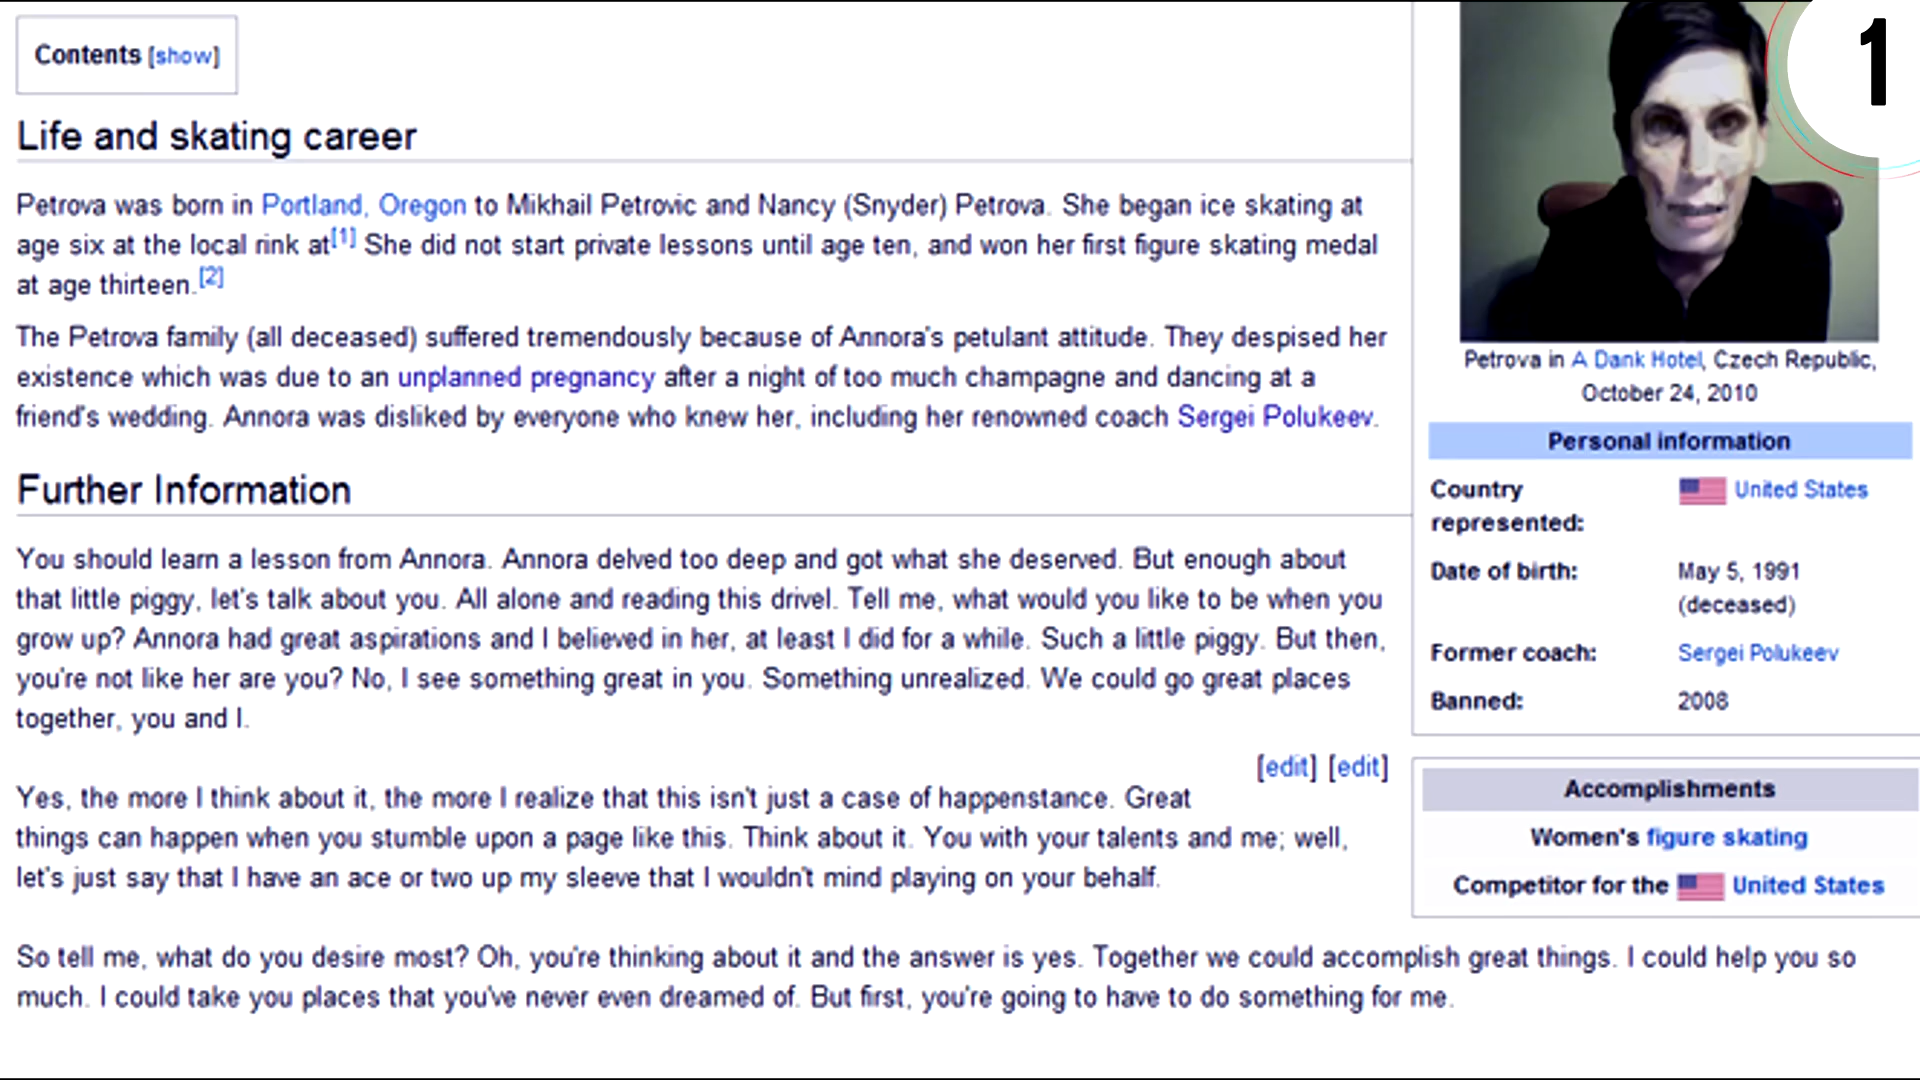 Contents [show]
Life and skating career
Petrova was born in Portland, Oregon to Mikhail Petrovic and Nancy (Snyder) Petrova. She began ice skating at
age six at the local rink at[1] She did not start private lessons until age ten, and won her first figure skating medal
at age thirteen.[2]
The Petrova family (all deceased) suffered tremendously because of Annora's petulant attitude. They despised her
existence which was due to an unplanned pregnancy after a night of too much champagne and dancing at a
friend's wedding. Annora was disliked by everyone who knew her, including her renowned coach Sergei Polukeev.
Further Information
You should learn a lesson from Annora. Annora delved too deep and got what she deserved. But enough about
that little piggy, let's talk about you. All alone and reading this drivel. Tell me, what would you like to be when you
grow up? Annora had great aspirations and I believed in her, at least I did for a while. Such a little piggy. But then,
you're not like her are you? No, I see something great in you. Something unrealized. We could go great places
together, you and I.
[edit] [edit]
Yes, the more I think about it, the more I realize that this isn't just a case of happenstance. Great
things can happen when you stumble upon a page like this. Think about it. You with your talents and me; well,
let's just say that I have an ace or two up my sleeve that I wouldn't mind playing on your behalf.
So tell me, what do you desire most? Oh, you're thinking about it and the answer is yes. Together we could accomplish great things. I could help you so
much. I could take you places that you've never even dreamed of. But first, you're going to have to do something for me.
1
Petrova in A Dank Hotel, Czech Republic,
October 24, 2010
Personal information
Country United States
represented:
Date of birth: May 5, 1991
(deceased)
Former coach: Sergei Polukeev
Banned: 2008
Accomplishments
Women's figure skating
Competitor for the United States